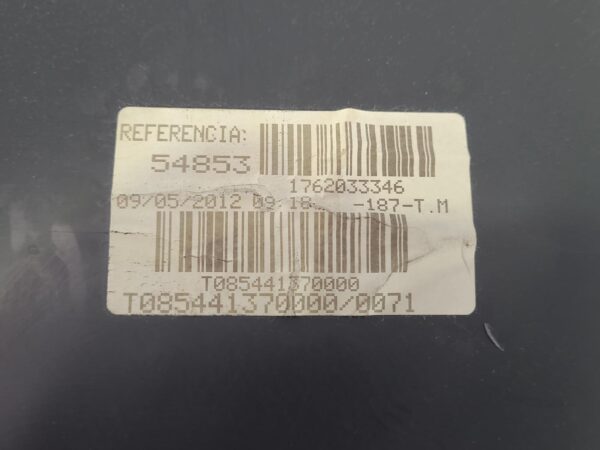 REFERENCIA:
54853
1762033346
09/05/2012 09 18 -187-T.M
T085441370000
T085441370000/0071